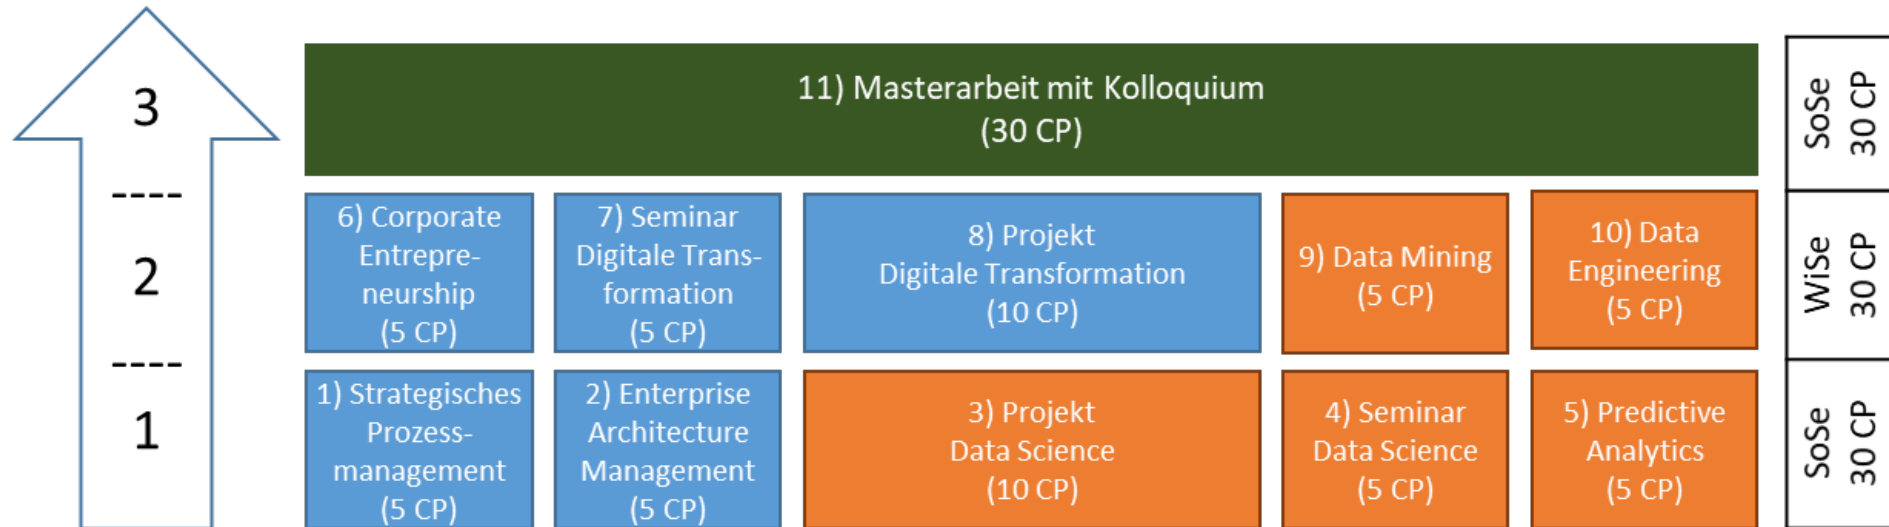 3
----
2
----
1
11) Masterarbeit mit Kolloquium
(30 CP)
SoSe
30 CP
6) Corporate
Entrepre-
neurship
(5 CP)
7) Seminar
Digitale Trans-
formation
(5 CP)
8) Projekt
Digitale Transformation
(10 CP)
9) Data Mining
(5 CP)
10) Data
Engineering
(5 CP)
WiSe
30 CP
1) Strategisches
Prozess-
management
(5 CP)
2) Enterprise
Architecture
Management
(5 CP)
3) Projekt
Data Science
(10 CP)
4) Seminar
Data Science
(5 CP)
5) Predictive
Analytics
(5 CP)
SoSe
30 CP